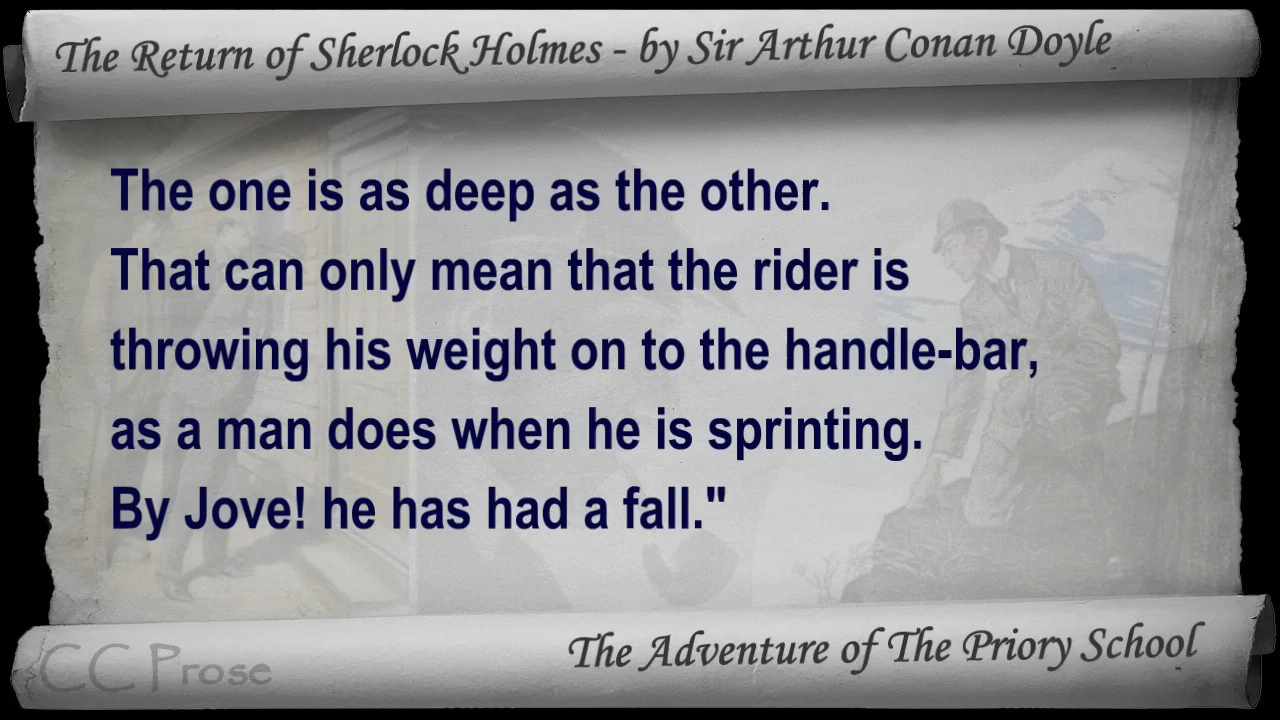 The Return of Sherlock Holmes - by Sir Arthur Conan Doyle
The one is as deep as the other.
That can only mean that the rider is
throwing his weight on to the handle-bar,
as a man does when he is sprinting.
By Jove! he has had a fall."
The Adventure of The Priory School
CC Prose